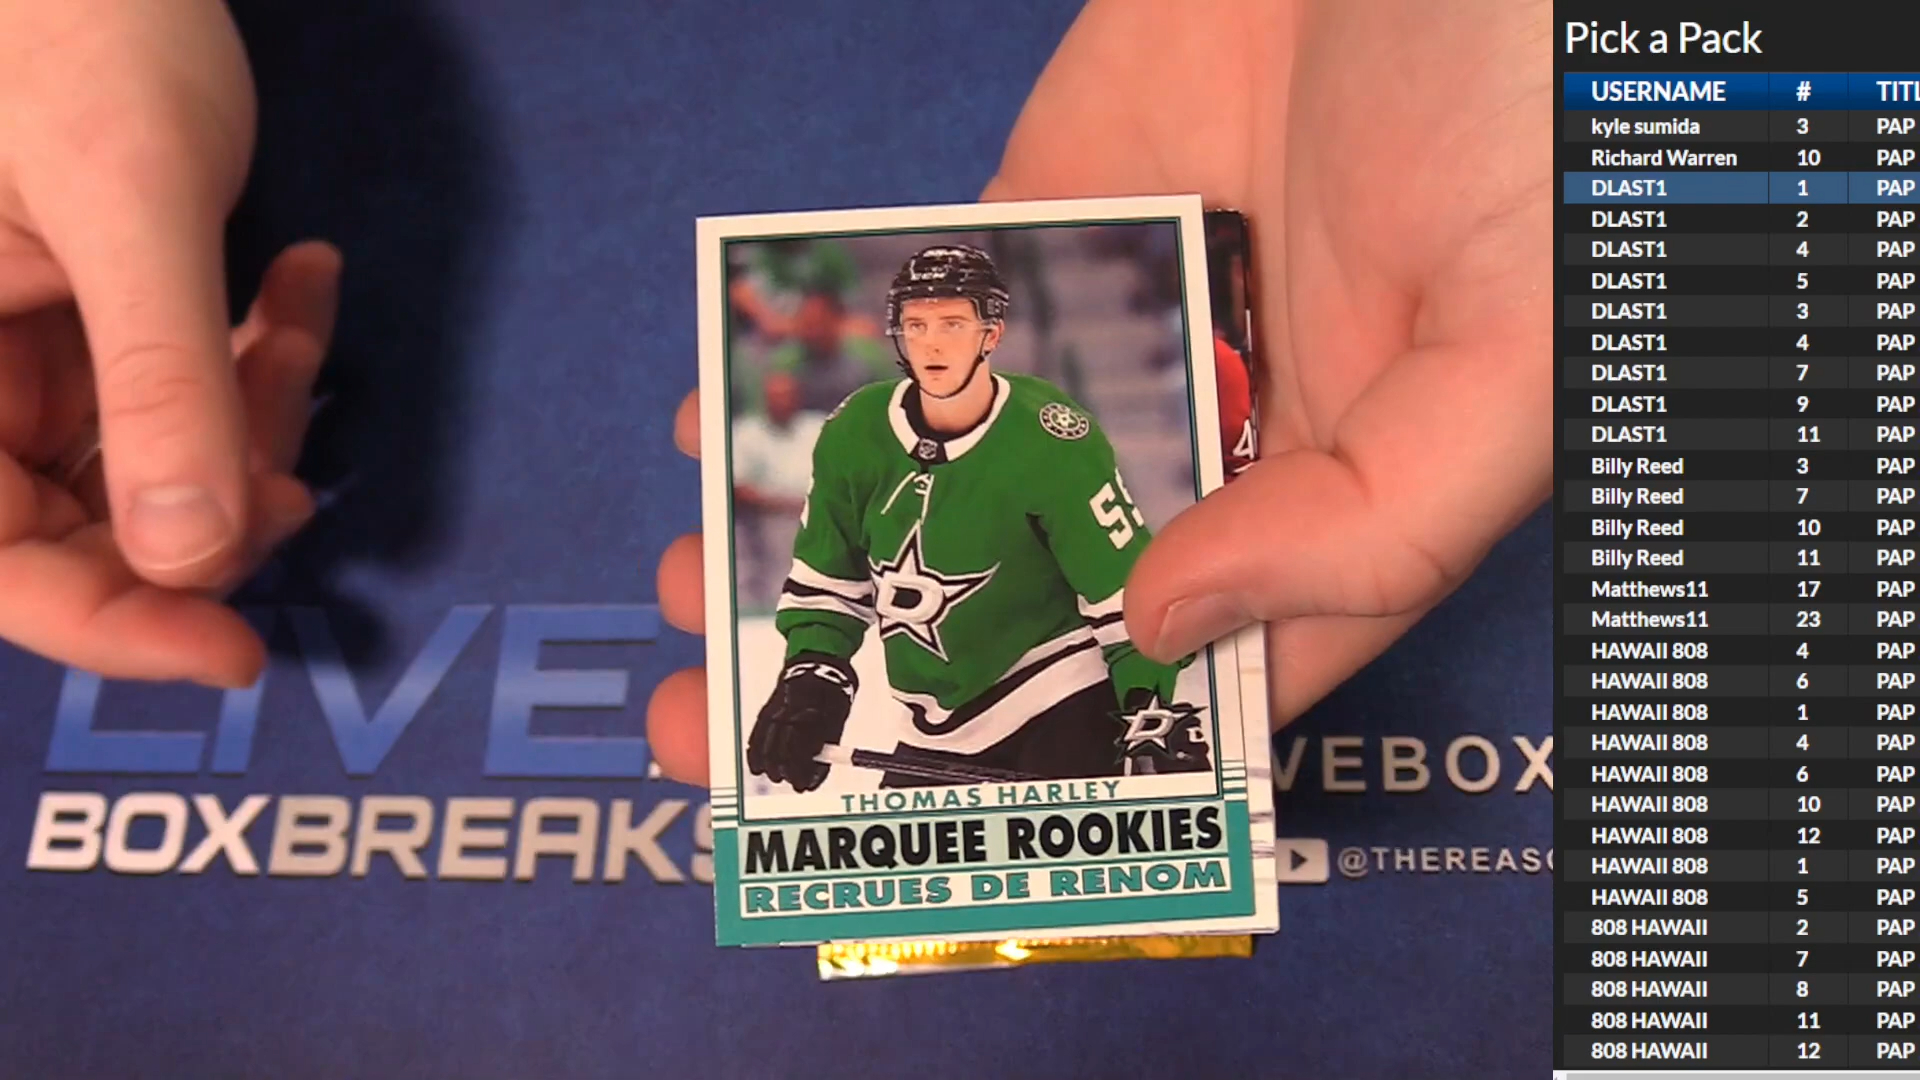 Pick a Pack
USERNAME # TITL
kyle sumida 3 PAP
Richard Warren 10 PAP
DLAST1 1 PAP
DLAST1 2 PAP
DLAST1 4 PAP
DLAST1 5 PAP
DLAST1 3 PAP
DLAST1 4 PAP
DLAST1 7 PAP
DLAST1 9 PAP
DLAST1 11 PAP
Billy Reed 3 PAP
Billy Reed 7 PAP
Billy Reed 10 PAP
Billy Reed 11 PAP
Matthews11 17 PAP
Matthews11 23 PAP
HAWAII 808 4 PAP
HAWAII 808 6 PAP
HAWAII 808 1 PAP
HAWAII 808 4 PAP
HAWAII 808 6 PAP
HAWAII 808 10 PAP
HAWAII 808 12 PAP
HAWAII 808 1 PAP
HAWAII 808 5 PAP
808 HAWAII 2 PAP
808 HAWAII 7 PAP
808 HAWAII 8 PAP
808 HAWAII 11 PAP
808 HAWAII 12 PAP
THOMAS HARLEY
MARQUEE ROOKIES
RECRUES DE RENOM
D
D
CCM
4
LIVE
BOXBREAKS
VEBOX
@THEREASO